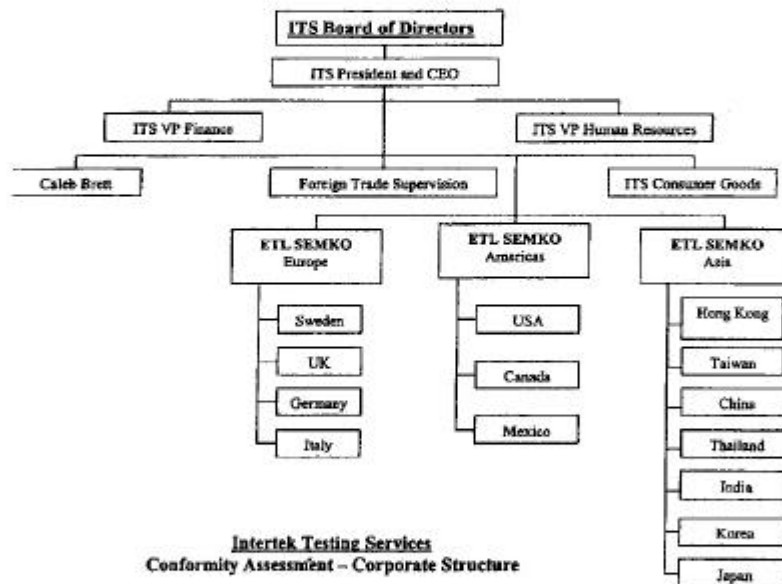 ITS Board of Directors
ITS President and CEO
ITS VP Finance
ITS VP Human Resources
Caleb Brett
Foreign Trade Supervision
ITS Consumer Goods
ETL SEMKO
Europe
Sweden
UK
Germany
Italy
ETL SEMKO
Americas
USA
Canada
Mexico
ETL SEMKO
Asia
Hong Kong
Taiwan
China
Thailand
India
Korea
Japan
Intertek Testing Services
Conformity Assessment – Corporate Structure